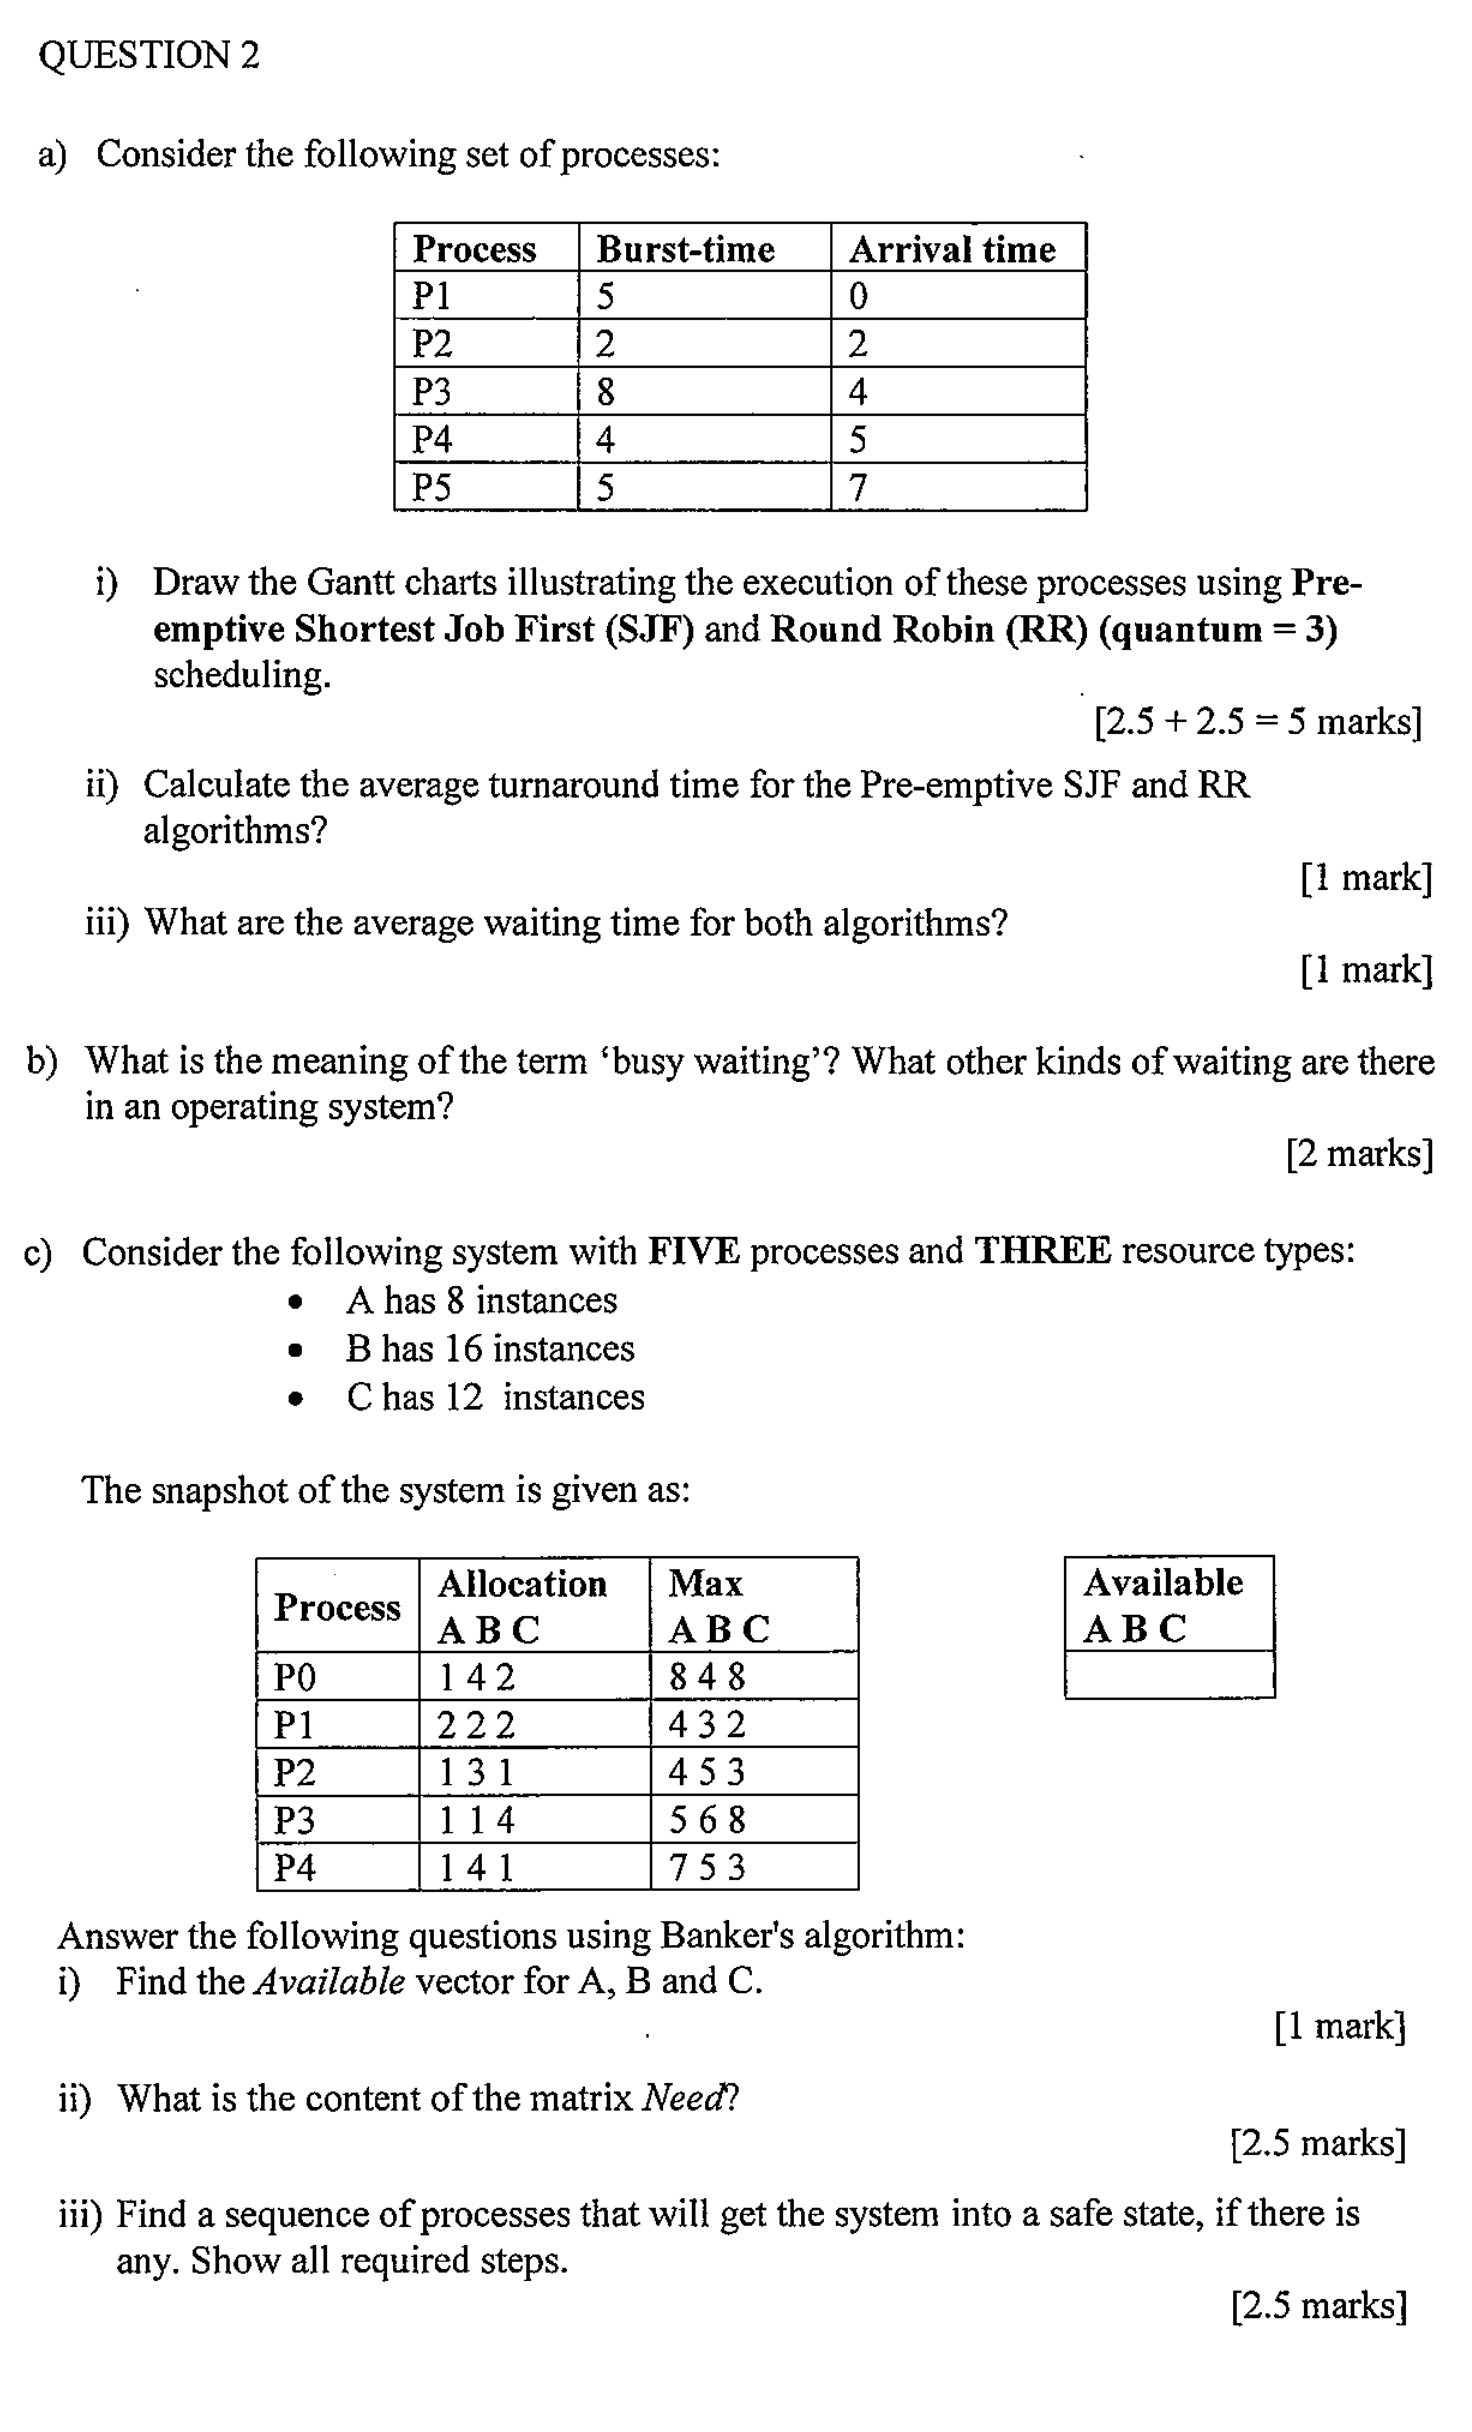 QUESTION 2
a) Consider the following set of processes:
Process Burst-time Arrival time
P1 5 0
P2 2 2
P3 8 4
P4 4 5
P5 5 7
i) Draw the Gantt charts illustrating the execution of these processes using Pre-
emptive Shortest Job First (SJF) and Round Robin (RR) (quantum = 3)
scheduling.
[2.5 + 2.5 = 5 marks]
ii) Calculate the average turnaround time for the Pre-emptive SJF and RR
algorithms?
[1 mark]
iii) What are the average waiting time for both algorithms?
[1 mark]
b) What is the meaning of the term ‘busy waiting’? What other kinds of waiting are there
in an operating system?
[2 marks]
c) Consider the following system with FIVE processes and THREE resource types:
• A has 8 instances
• B has 16 instances
• C has 12 instances
The snapshot of the system is given as:
Process Allocation Max Available
A B C A B C A B C
P0 1 4 2 8 4 8
P1 2 2 2 4 3 2
P2 1 3 1 4 5 3
P3 1 1 4 5 6 8
P4 1 4 1 7 5 3
Answer the following questions using Banker's algorithm:
i) Find the Available vector for A, B and C.
[1 mark]
ii) What is the content of the matrix Need?
[2.5 marks]
iii) Find a sequence of processes that will get the system into a safe state, if there is
any. Show all required steps.
[2.5 marks]